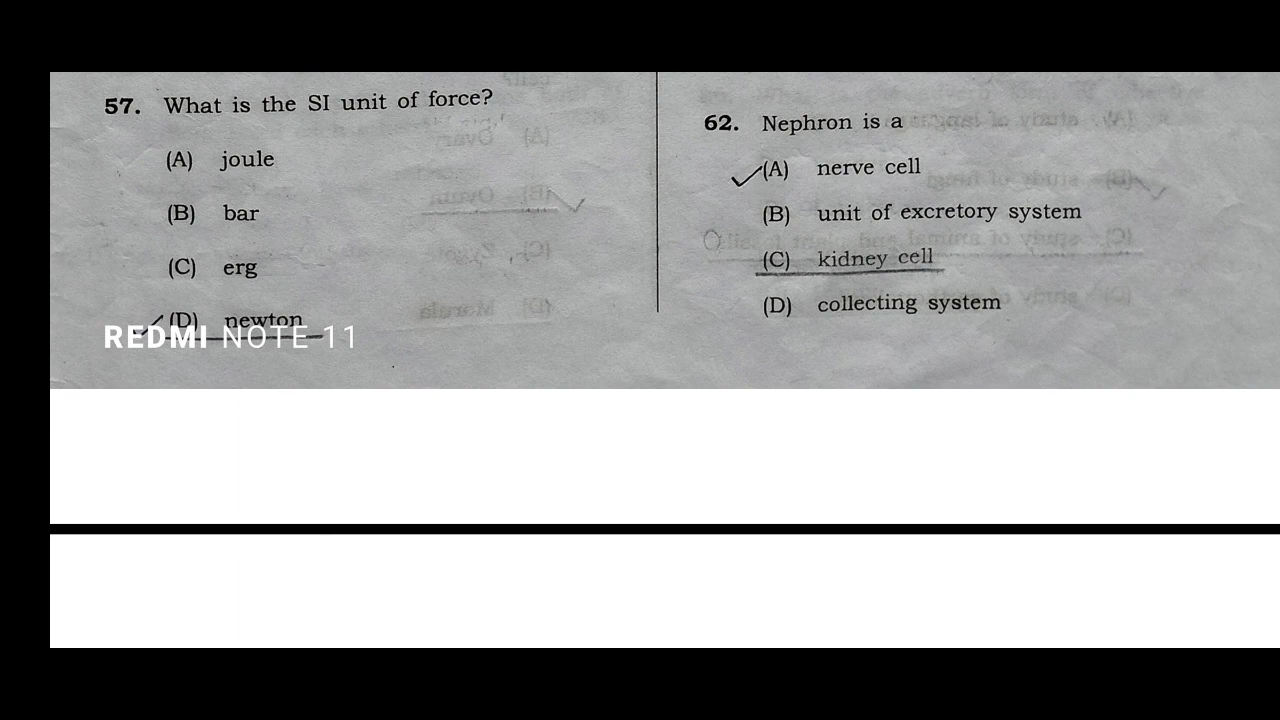 57. What is the SI unit of force?
(A) joule
(B) bar
(C) erg
(D) newton
REDMI NOTE 11
62. Nephron is a
(A) nerve cell
(B) unit of excretory system
(C) kidney cell
(D) collecting system